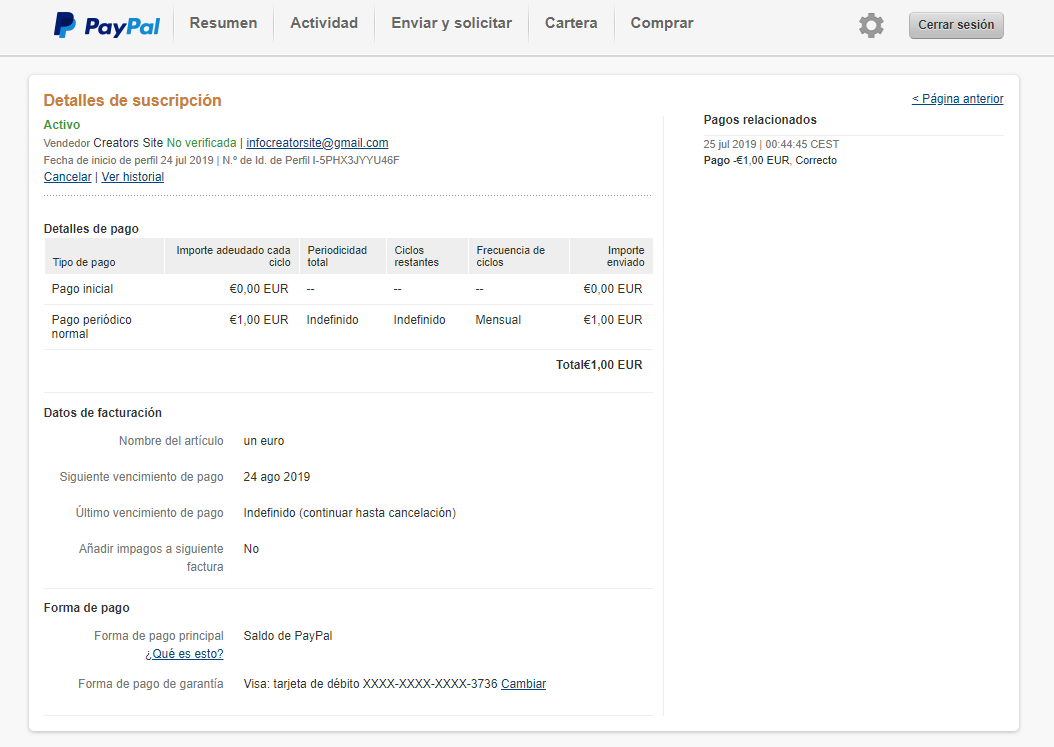 PayPal Resumen Actividad Enviar y solicitar Cartera Comprar Cerrar sesión
Detalles de suscripción
Activo
Vendedor Creators Site No verificada | infocreatorsite@gmail.com
Fecha de inicio de perfil 24 jul 2019 | N.º de Id. de Perfil I-5PHX3JYYU46F
Cancelar | Ver historial
< Página anterior
Pagos relacionados
25 jul 2019 | 00:44:45 CEST
Pago -€1,00 EUR, Correcto
Detalles de pago
Tipo de pago Importe adeudado cada ciclo Periodicidad total Ciclos restantes Frecuencia de ciclos Importe enviado
Pago inicial €0,00 EUR -- -- -- €0,00 EUR
Pago periódico normal €1,00 EUR Indefinido Indefinido Mensual €1,00 EUR
Total€1,00 EUR
Datos de facturación
Nombre del artículo un euro
Siguiente vencimiento de pago 24 ago 2019
Último vencimiento de pago Indefinido (continuar hasta cancelación)
Añadir impagos a siguiente factura No
Forma de pago
Forma de pago principal Saldo de PayPal
¿Qué es esto?
Forma de pago de garantía Visa: tarjeta de débito XXXX-XXXX-XXXX-3736 Cambiar